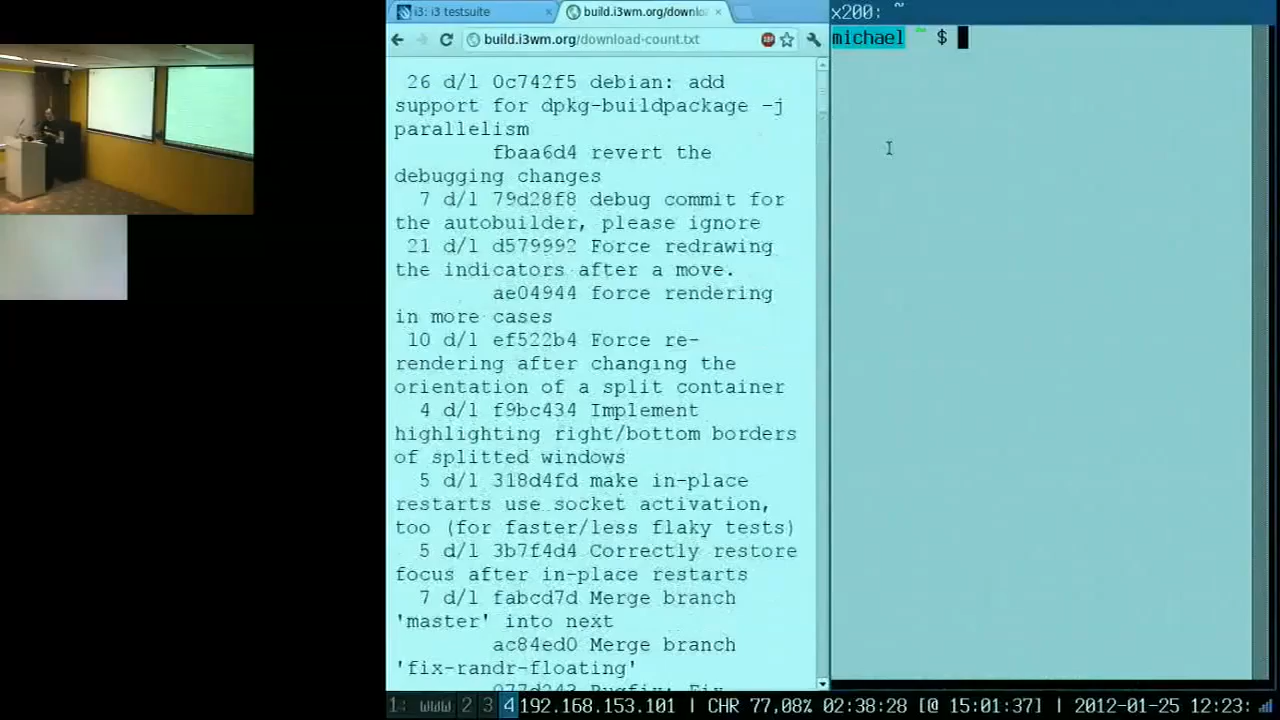 i3: i3 testsuite
build.i3wm.org/downlo
x200: ~
build.i3wm.org/download-count.txt
michael ~ $
26 d/l 0c742f5 debian: add
support for dpkg-buildpackage -j
parallelism
fbaa6d4 revert the
debugging changes
7 d/l 79d28f8 debug commit for
the autobuilder, please ignore
21 d/l d579992 Force redrawing
the indicators after a move.
ae04944 force rendering
in more cases
10 d/l ef522b4 Force re-
rendering after changing the
orientation of a split container
4 d/l f9bc434 Implement
highlighting right/bottom borders
of splitted windows
5 d/l 318d4fd make in-place
restarts use socket activation,
too (for faster/less flaky tests)
5 d/l 3b7f4d4 Correctly restore
focus after in-place restarts
7 d/l fabcd7d Merge branch
'master' into next
ac84ed0 Merge branch
'fix-randr-floating'
1: www 2 3 4 192.168.153.101 | CHR 77,08% 02:38:28 [@ 15:01:37] | 2012-01-25 12:23: